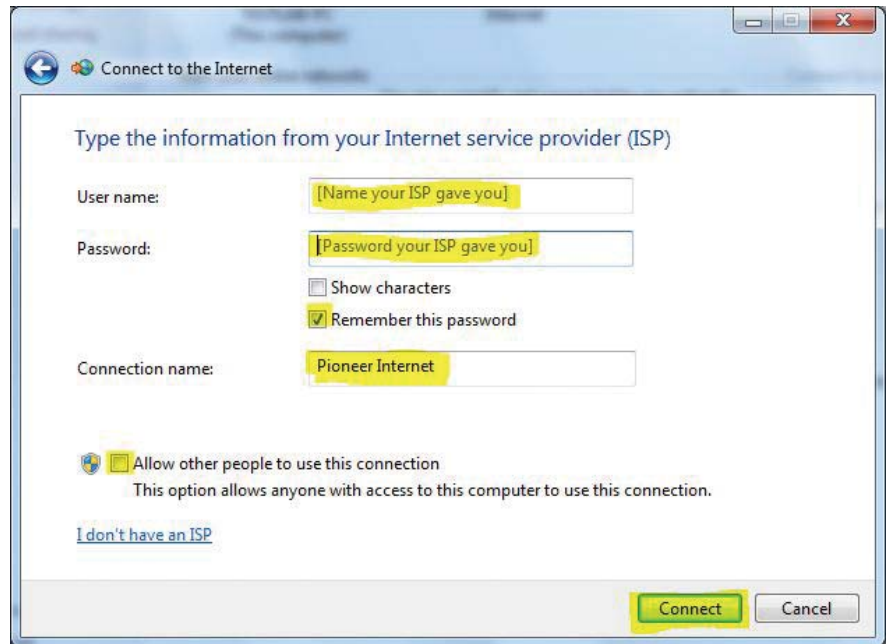 Connect to the Internet
Type the information from your Internet service provider (ISP)
User name: [Name your ISP gave you]
Password: [Password your ISP gave you]
Show characters
Remember this password
Connection name: Pioneer Internet
Allow other people to use this connection
This option allows anyone with access to this computer to use this connection.
I don't have an ISP
Connect Cancel